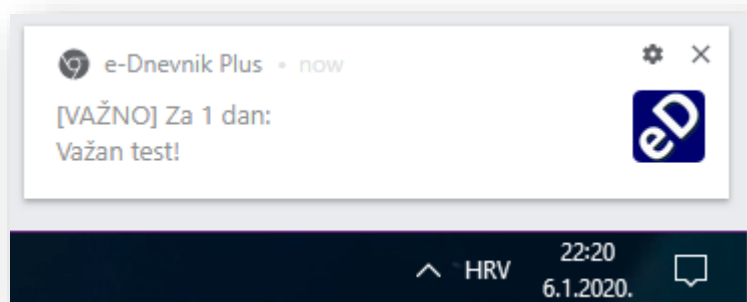 e-Dnevnik Plus • now
[VAŽNO] Za 1 dan:
Važan test!
eD
HRV
22:20
6.1.2020.